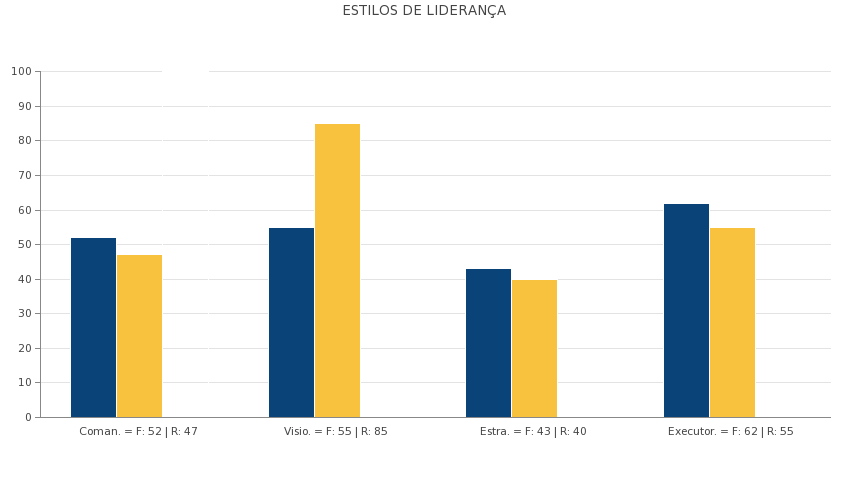 ESTILOS DE LIDERANÇA
100
90
80
70
60
50
40
30
20
10
0
Coman. = F: 52 | R: 47
Visio. = F: 55 | R: 85
Estra. = F: 43 | R: 40
Executor. = F: 62 | R: 55